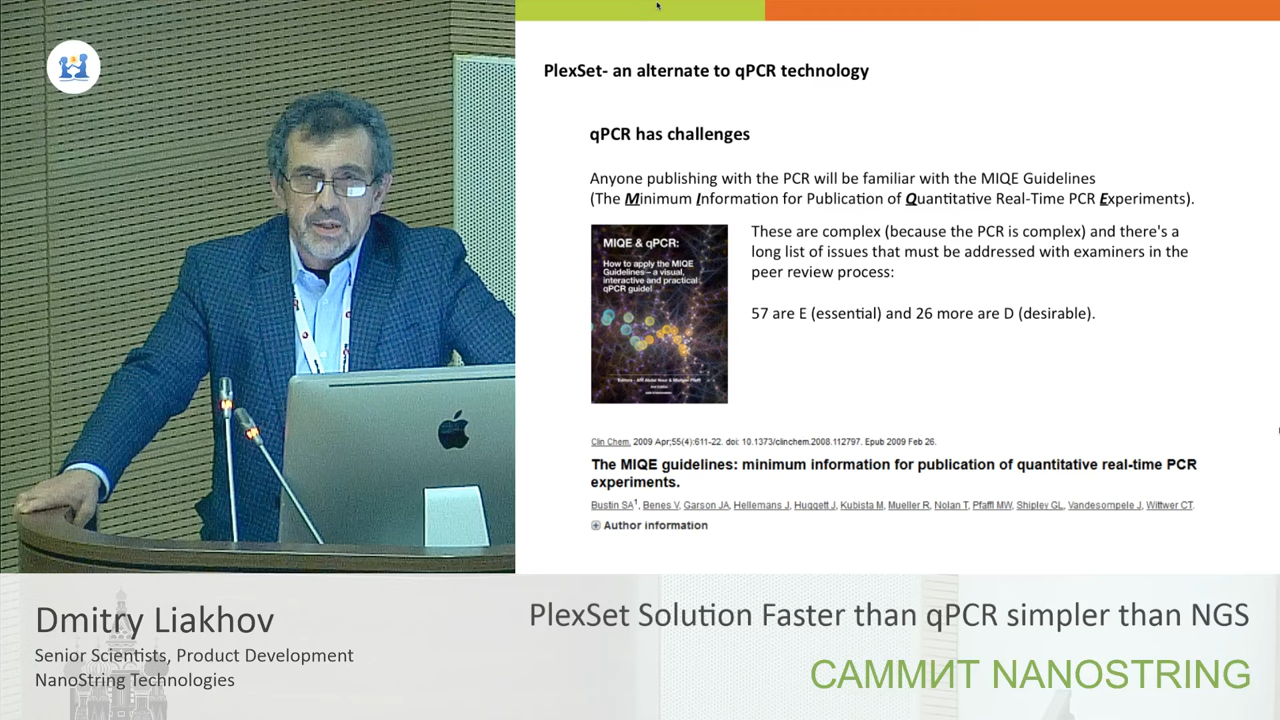 PlexSet- an alternate to qPCR technology
qPCR has challenges
Anyone publishing with the PCR will be familiar with the MIQE Guidelines
(The Minimum Information for Publication of Quantitative Real-Time PCR Experiments).
MIQE & qPCR:
How to apply the MIQE
Guidelines – a visual,
interactive and practical
qPCR guide!
These are complex (because the PCR is complex) and there's a
long list of issues that must be addressed with examiners in the
peer review process:
57 are E (essential) and 26 more are D (desirable).
Clin Chem. 2009 Apr;55(4):611-22. doi: 10.1373/clinchem.2008.112797. Epub 2009 Feb 26.
The MIQE guidelines: minimum information for publication of quantitative real-time PCR
experiments.
Bustin SA1, Benes V, Garson JA, Hellemans J, Huggett J, Kubista M, Mueller R, Nolan T, Pfaffl MW, Shipley GL, Vandesompele J, Wittwer CT.
Author information
Dmitry Liakhov
Senior Scientists, Product Development
NanoString Technologies
PlexSet Solution Faster than qPCR simpler than NGS
САММИТ NANOSTRING